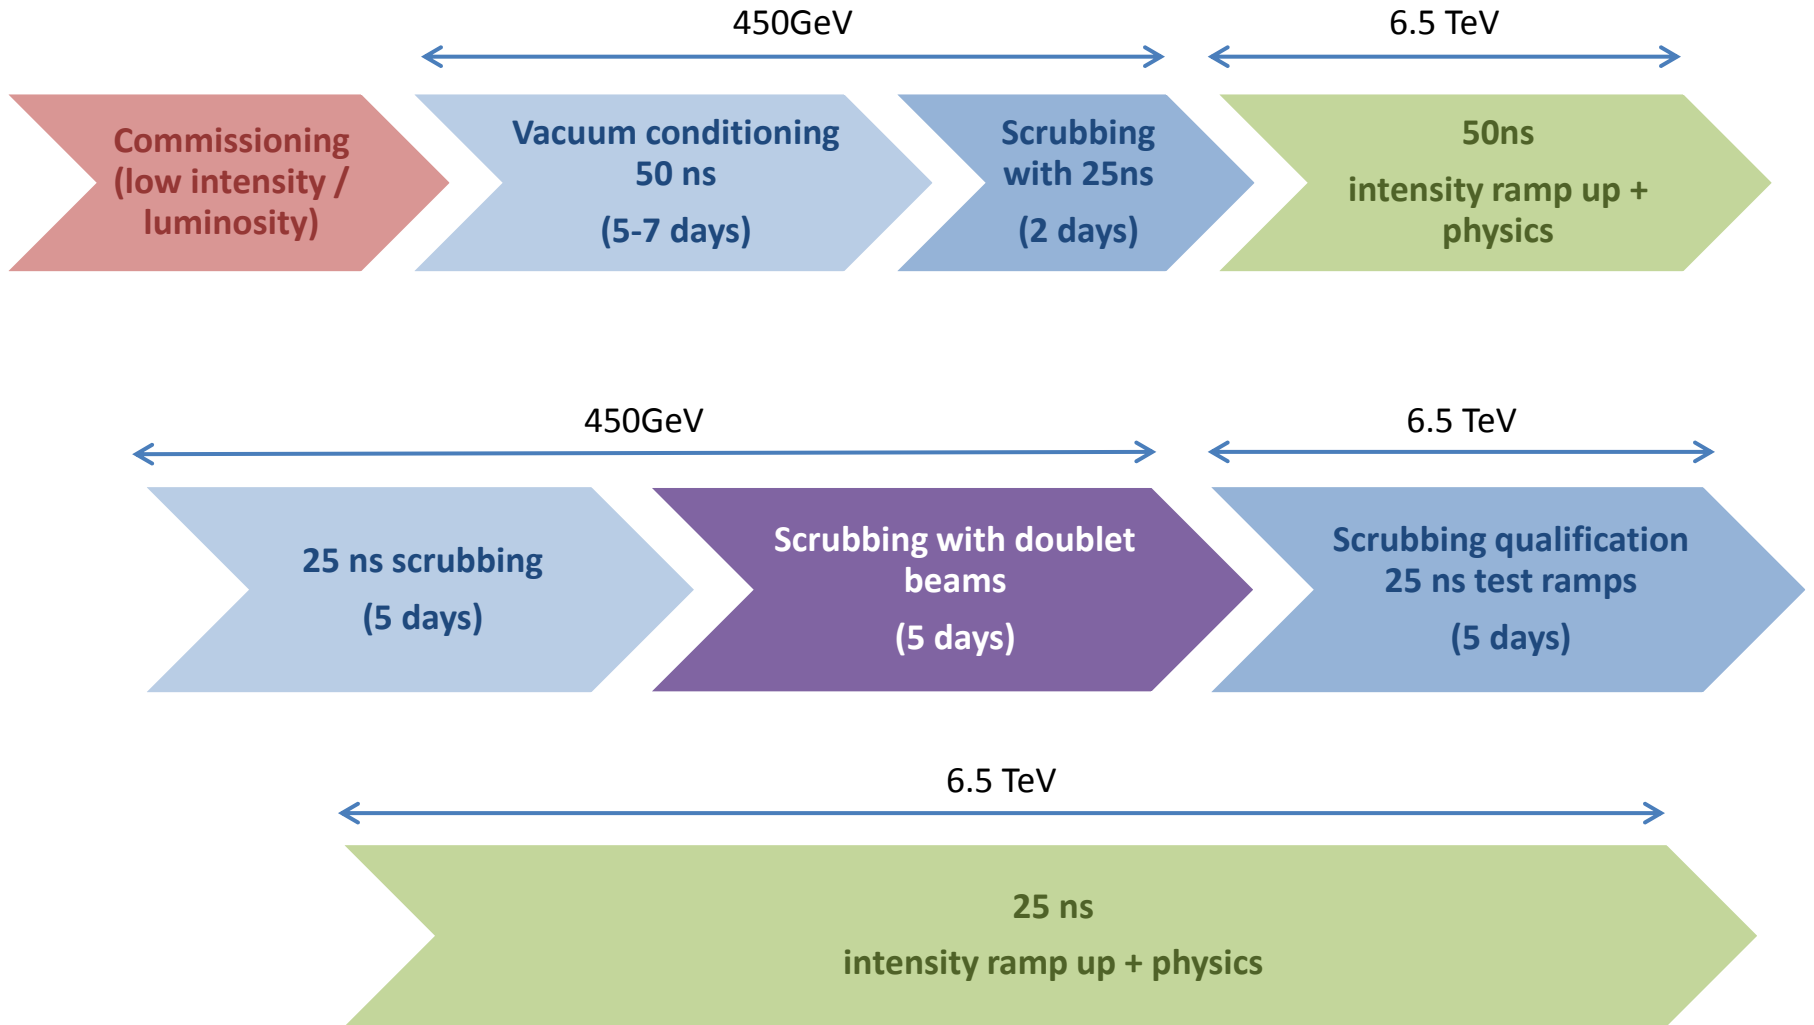 450GeV
6.5 TeV
Commissioning
(low intensity /
luminosity)
Vacuum conditioning
50 ns
(5-7 days)
Scrubbing
with 25ns
(2 days)
50ns
intensity ramp up +
physics
450GeV
6.5 TeV
25 ns scrubbing
(5 days)
Scrubbing with doublet
beams
(5 days)
Scrubbing qualification
25 ns test ramps
(5 days)
6.5 TeV
25 ns
intensity ramp up + physics